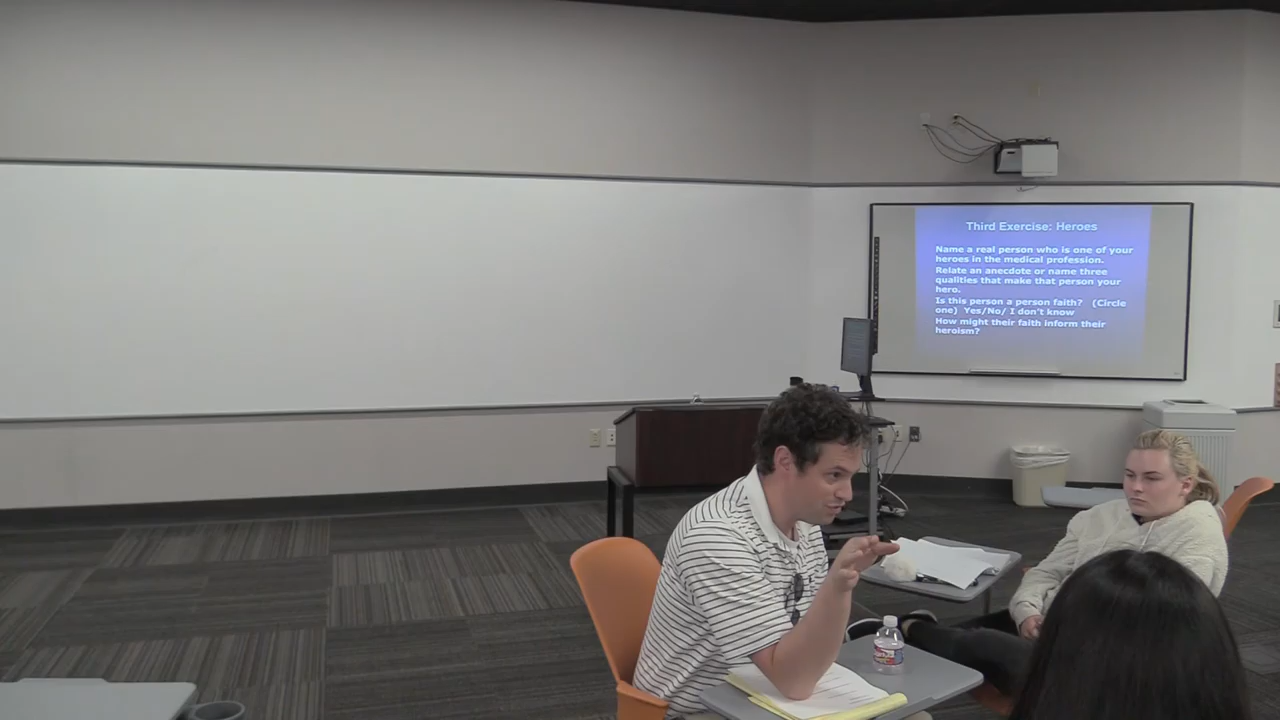 Third Exercise: Heroes
Name a real person who is one of your
heroes in the medical profession.
Relate an anecdote or name three
qualities that make that person your
hero.
Is this person a person faith? (Circle
one) Yes/No/ I don't know
How might their faith inform their
heroism?